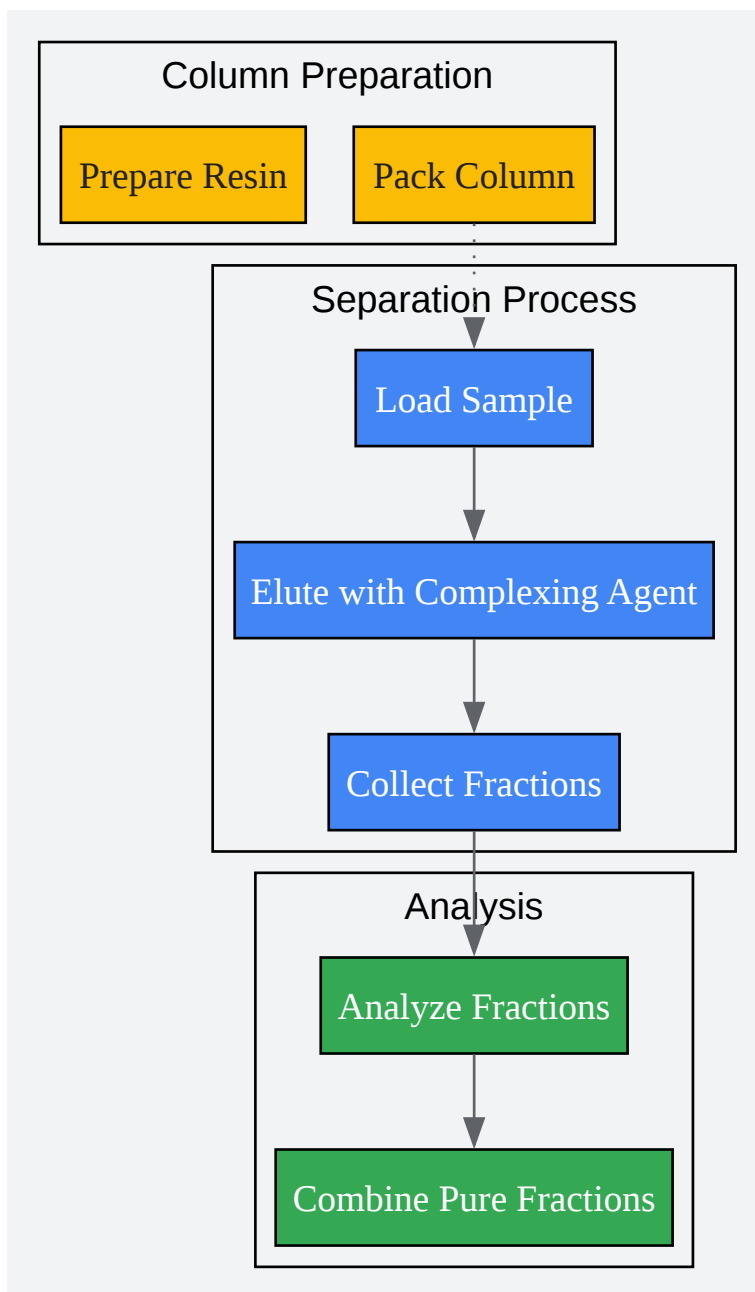 Column Preparation
Prepare Resin
Pack Column
Separation Process
Load Sample
Elute with Complexing Agent
Collect Fractions
Analysis
Analyze Fractions
Combine Pure Fractions